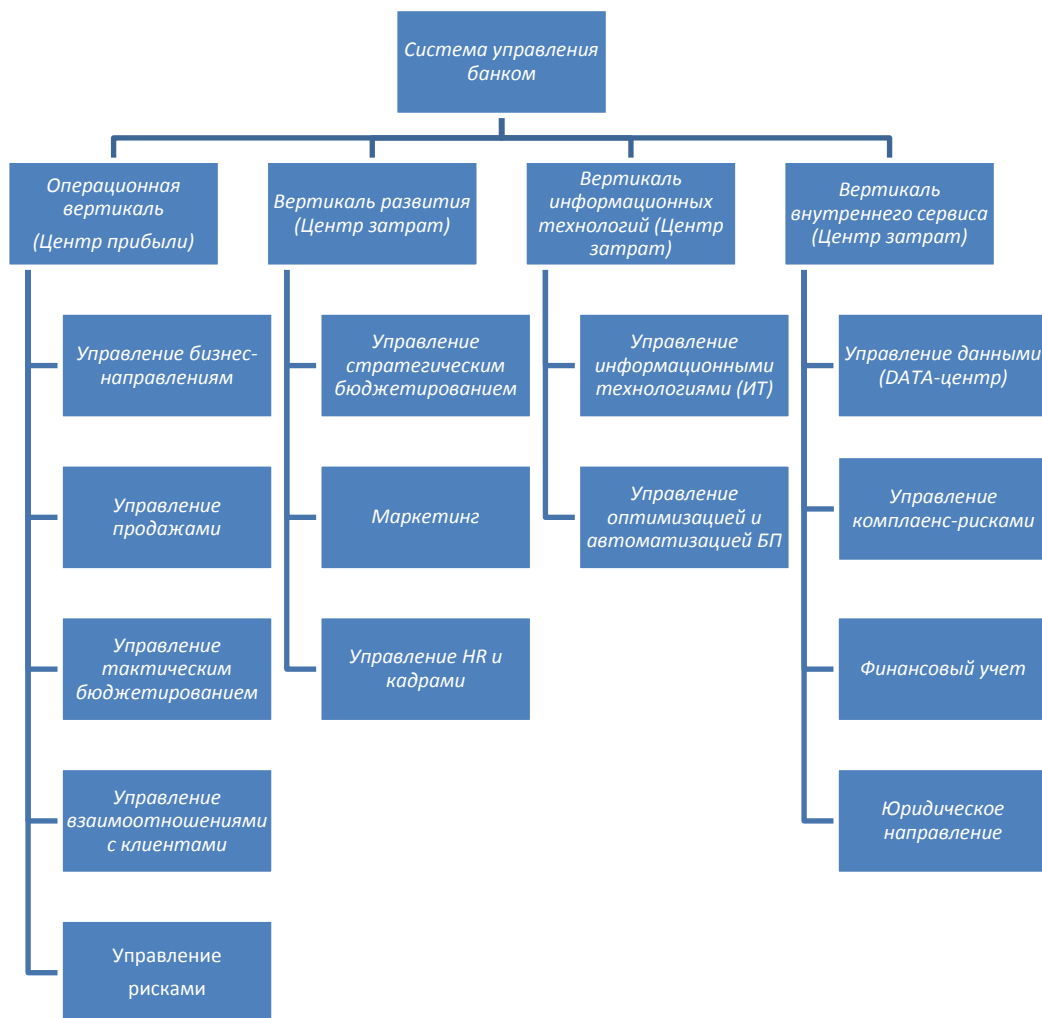 Система управления
банком
Операционная
вертикаль
(Центр прибыли)
Управление бизнес-
направлениям
Управление
продажами
Управление
тактическим
бюджетированием
Управление
взаимоотношениями
с клиентами
Управление
рисками
Вертикаль развития
(Центр затрат)
Управление
стратегическим
бюджетированием
Маркетинг
Управление HR и
кадрами
Вертикаль
информационных
технологий (Центр
затрат)
Управление
информационными
технологиями (ИТ)
Управление
оптимизацией и
автоматизацией БП
Вертикаль
внутреннего сервиса
(Центр затрат)
Управление данными
(DATA-центр)
Управление
комплаенс-рисками
Финансовый учет
Юридическое
направление